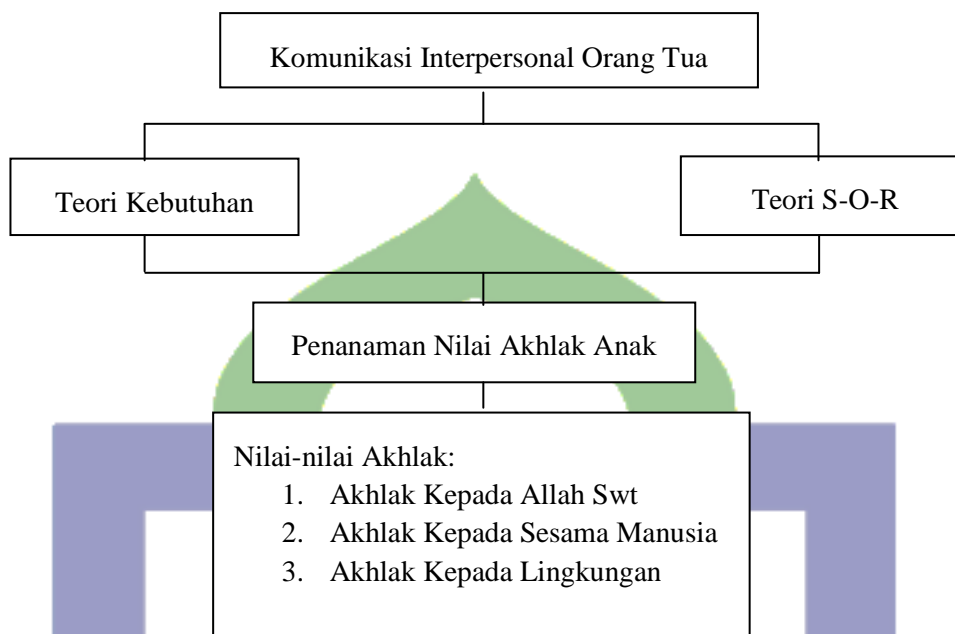 Komunikasi Interpersonal Orang Tua
Teori Kebutuhan
Teori S-O-R
Penanaman Nilai Akhlak Anak
Nilai-nilai Akhlak:
1. Akhlak Kepada Allah Swt
2. Akhlak Kepada Sesama Manusia
3. Akhlak Kepada Lingkungan